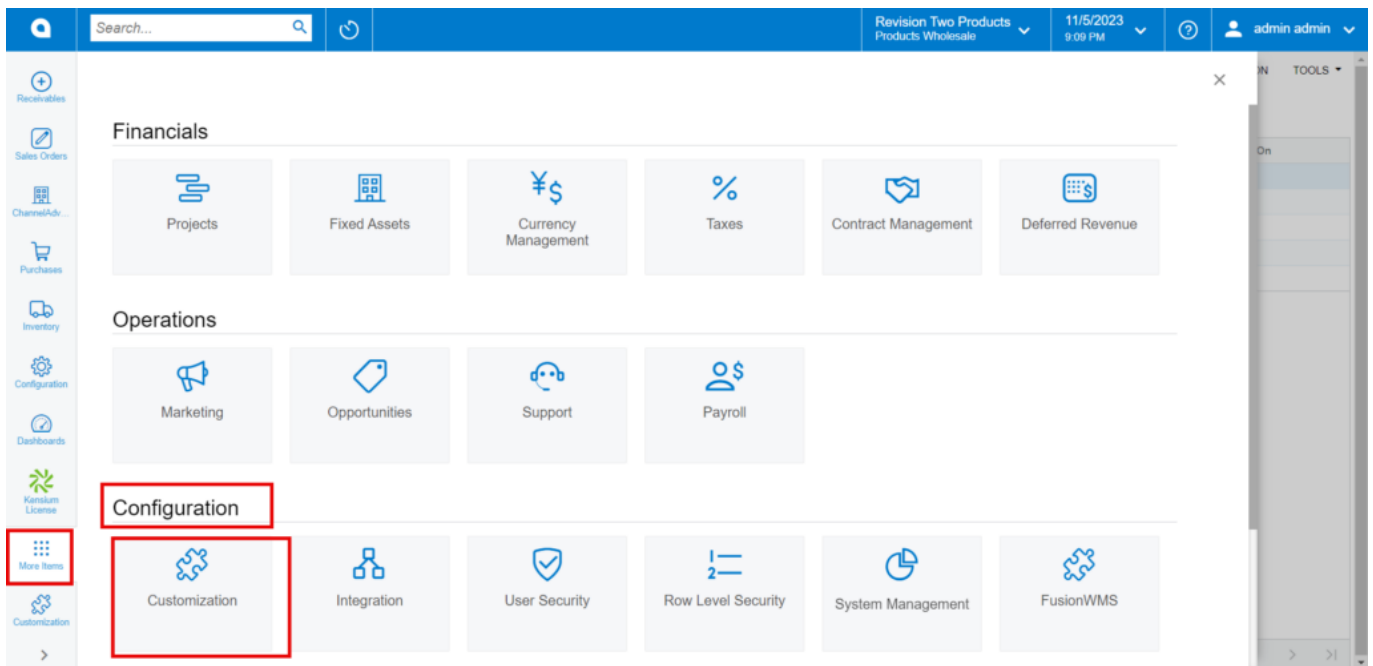 Search...
Revision Two Products
Products Wholesale
11/5/2023
9:09 PM
admin admin
Receivables
Sales Orders
ChannelAdv...
Purchases
Inventory
Configuration
Dashboards
Kensium
License
More Items
Customization
ON
TOOLS
On
Financials
Projects
Fixed Assets
Currency
Management
Taxes
Contract Management
Deferred Revenue
Operations
Marketing
Opportunities
Support
Payroll
Configuration
Customization
Integration
User Security
Row Level Security
System Management
FusionWMS